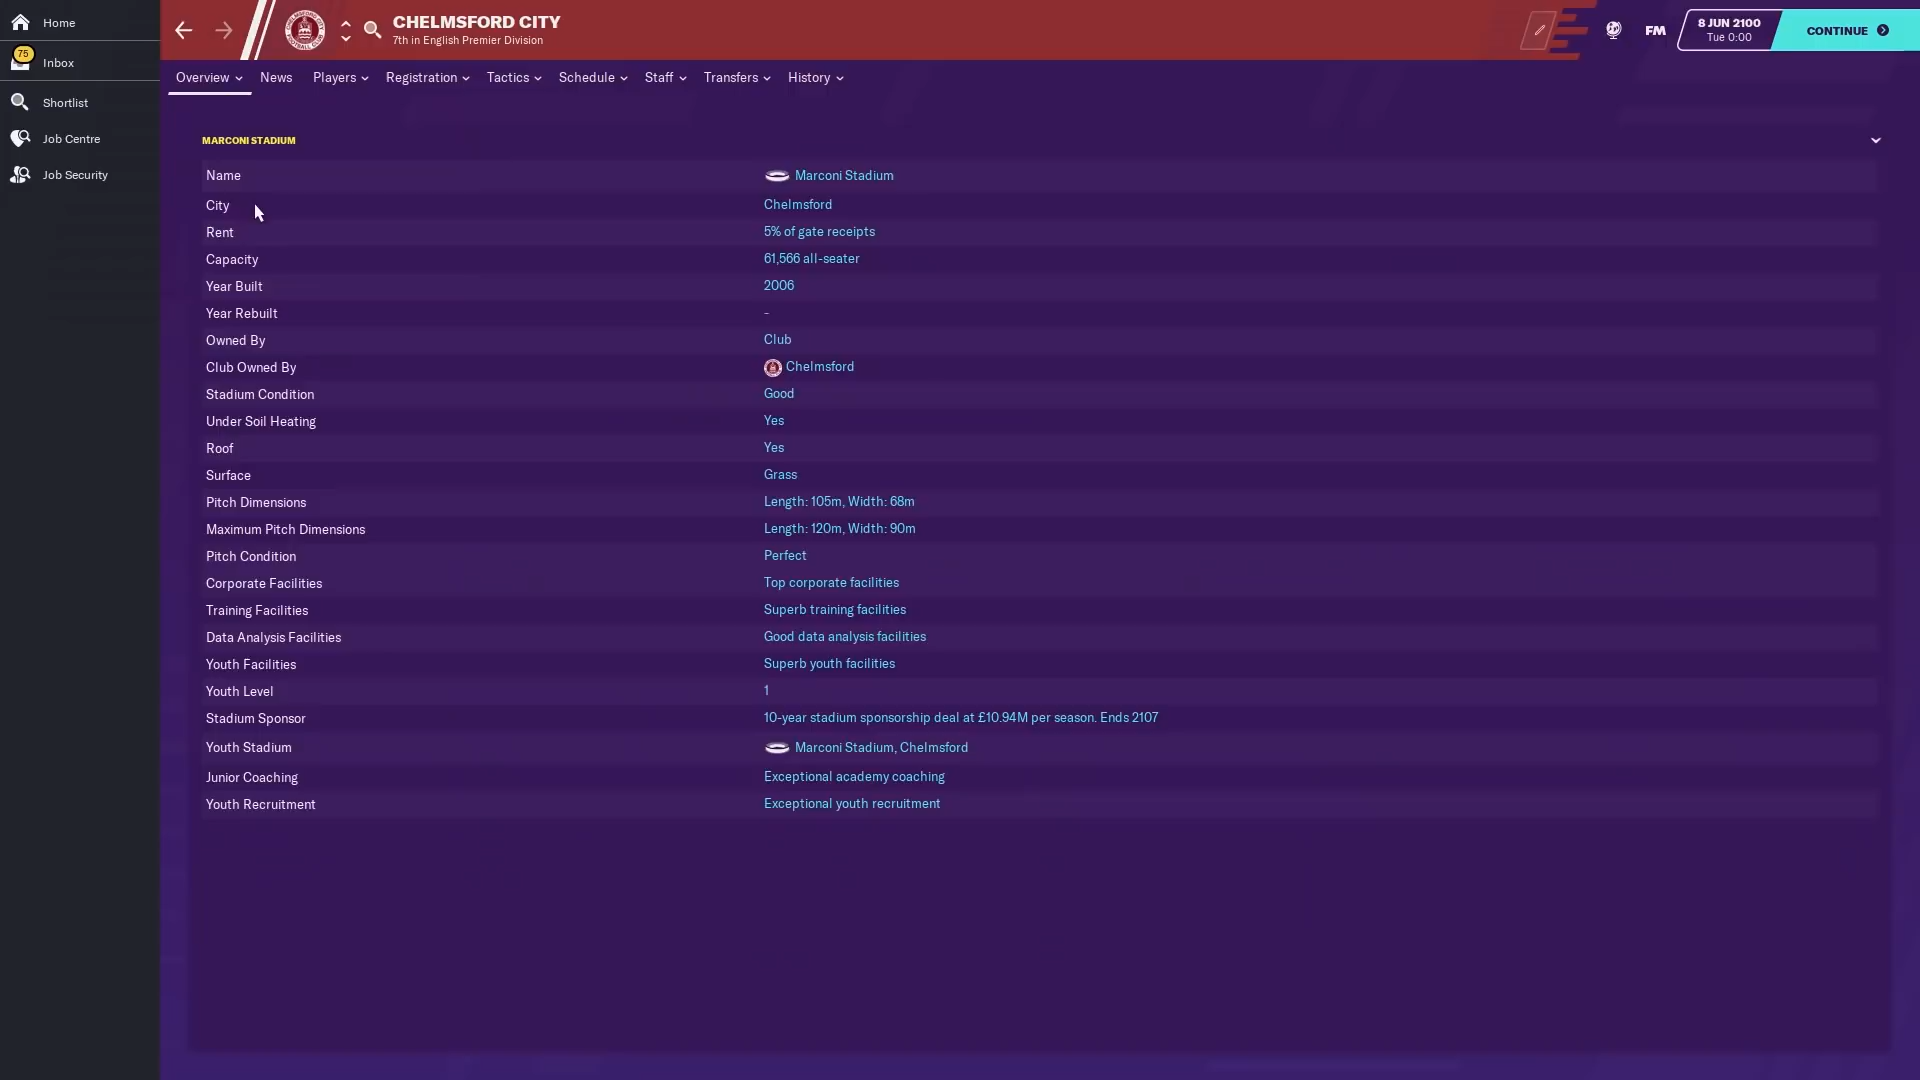 Home
CHELMSFORD CITY
7th in English Premier Division
FM
8 JUN 2100
Tue 0:00
CONTINUE
75
Inbox
Overview
News
Players
Registration
Tactics
Schedule
Staff
Transfers
History
Shortlist
Job Centre
Job Security
MARCONI STADIUM
Name Marconi Stadium
City Chelmsford
Rent 5% of gate receipts
Capacity 61,566 all-seater
Year Built 2006
Year Rebuilt -
Owned By Club
Club Owned By Chelmsford
Stadium Condition Good
Under Soil Heating Yes
Roof Yes
Surface Grass
Pitch Dimensions Length: 105m, Width: 68m
Maximum Pitch Dimensions Length: 120m, Width: 90m
Pitch Condition Perfect
Corporate Facilities Top corporate facilities
Training Facilities Superb training facilities
Data Analysis Facilities Good data analysis facilities
Youth Facilities Superb youth facilities
Youth Level 1
Stadium Sponsor 10-year stadium sponsorship deal at £10.94M per season. Ends 2107
Youth Stadium Marconi Stadium, Chelmsford
Junior Coaching Exceptional academy coaching
Youth Recruitment Exceptional youth recruitment